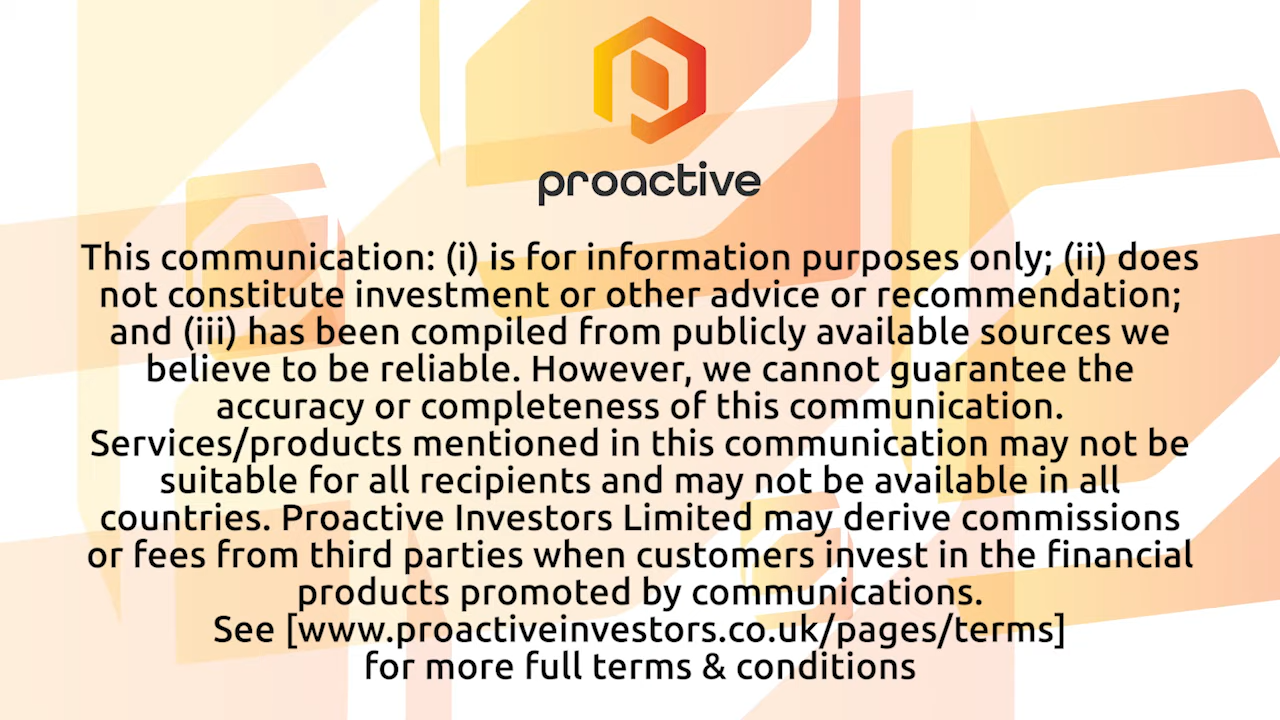 proactive
This communication: (i) is for information purposes only; (ii) does
not constitute investment or other advice or recommendation;
and (iii) has been compiled from publicly available sources we
believe to be reliable. However, we cannot guarantee the
accuracy or completeness of this communication.
Services/products mentioned in this communication may not be
suitable for all recipients and may not be available in all
countries. Proactive Investors Limited may derive commissions
or fees from third parties when customers invest in the financial
products promoted by communications.
See [www.proactiveinvestors.co.uk/pages/terms]
for more full terms & conditions